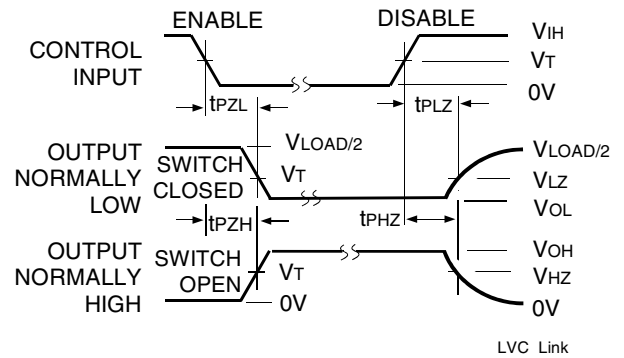 ENABLE
DISABLE
CONTROL
INPUT
VIH
VT
0V
tPZL
tPLZ
OUTPUT
NORMALLY
LOW
SWITCH
CLOSED
VLOAD/2
VT
VLOAD/2
VLZ
VOL
tPZH
tPHZ
OUTPUT
NORMALLY
HIGH
SWITCH
OPEN
VT
0V
VOH
VHZ
0V
LVC Link